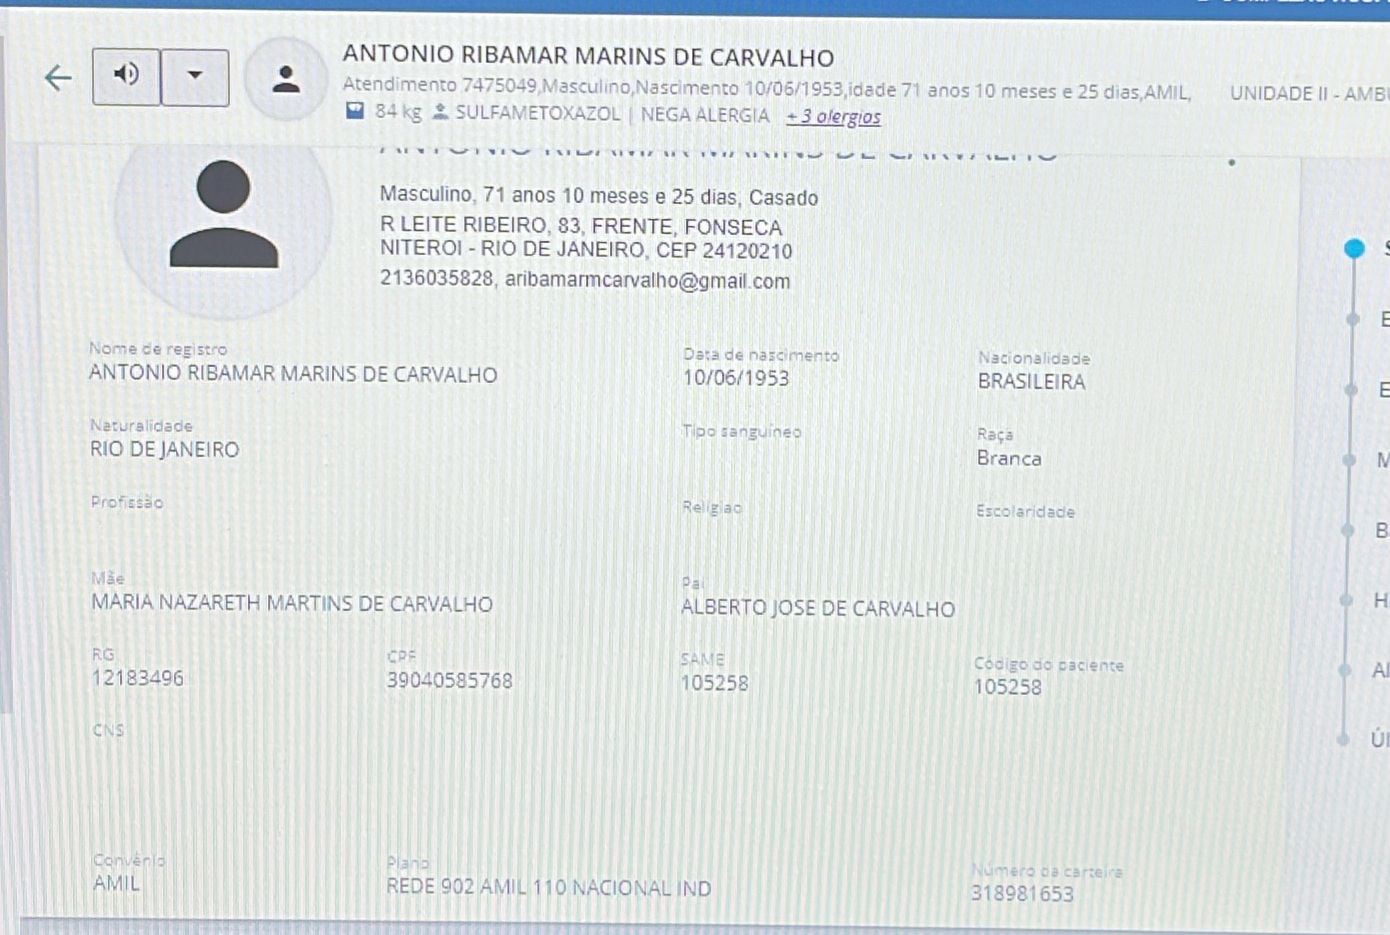 ANTONIO RIBAMAR MARINS DE CARVALHO
Atendimento 7475049,Masculino,Nascimento 10/06/1953,idade 71 anos 10 meses e 25 dias,AMIL, UNIDADE II - AMB
84 kg SULFAMETOXAZOL | NEGA ALERGIA + 3 alergias
ANTONIO RIBAMAR MARINS DE CARVALHO
Masculino, 71 anos 10 meses e 25 dias, Casado
R LEITE RIBEIRO, 83, FRENTE, FONSECA
NITEROI - RIO DE JANEIRO, CEP 24120210
2136035828, aribamarmcarvalho@gmail.com
Nome de registro Data de nascimento Nacionalidade
ANTONIO RIBAMAR MARINS DE CARVALHO 10/06/1953 BRASILEIRA
Naturalidade Tipo sanguíneo Raça
RIO DE JANEIRO Branca
Profissão Religiao Escolaridade
Mãe Pai
MARIA NAZARETH MARTINS DE CARVALHO ALBERTO JOSE DE CARVALHO
RG CPF SAME Código do paciente
12183496 39040585768 105258 105258
CNS
Convênio Plano Número da carteira
AMIL REDE 902 AMIL 110 NACIONAL IND 318981653